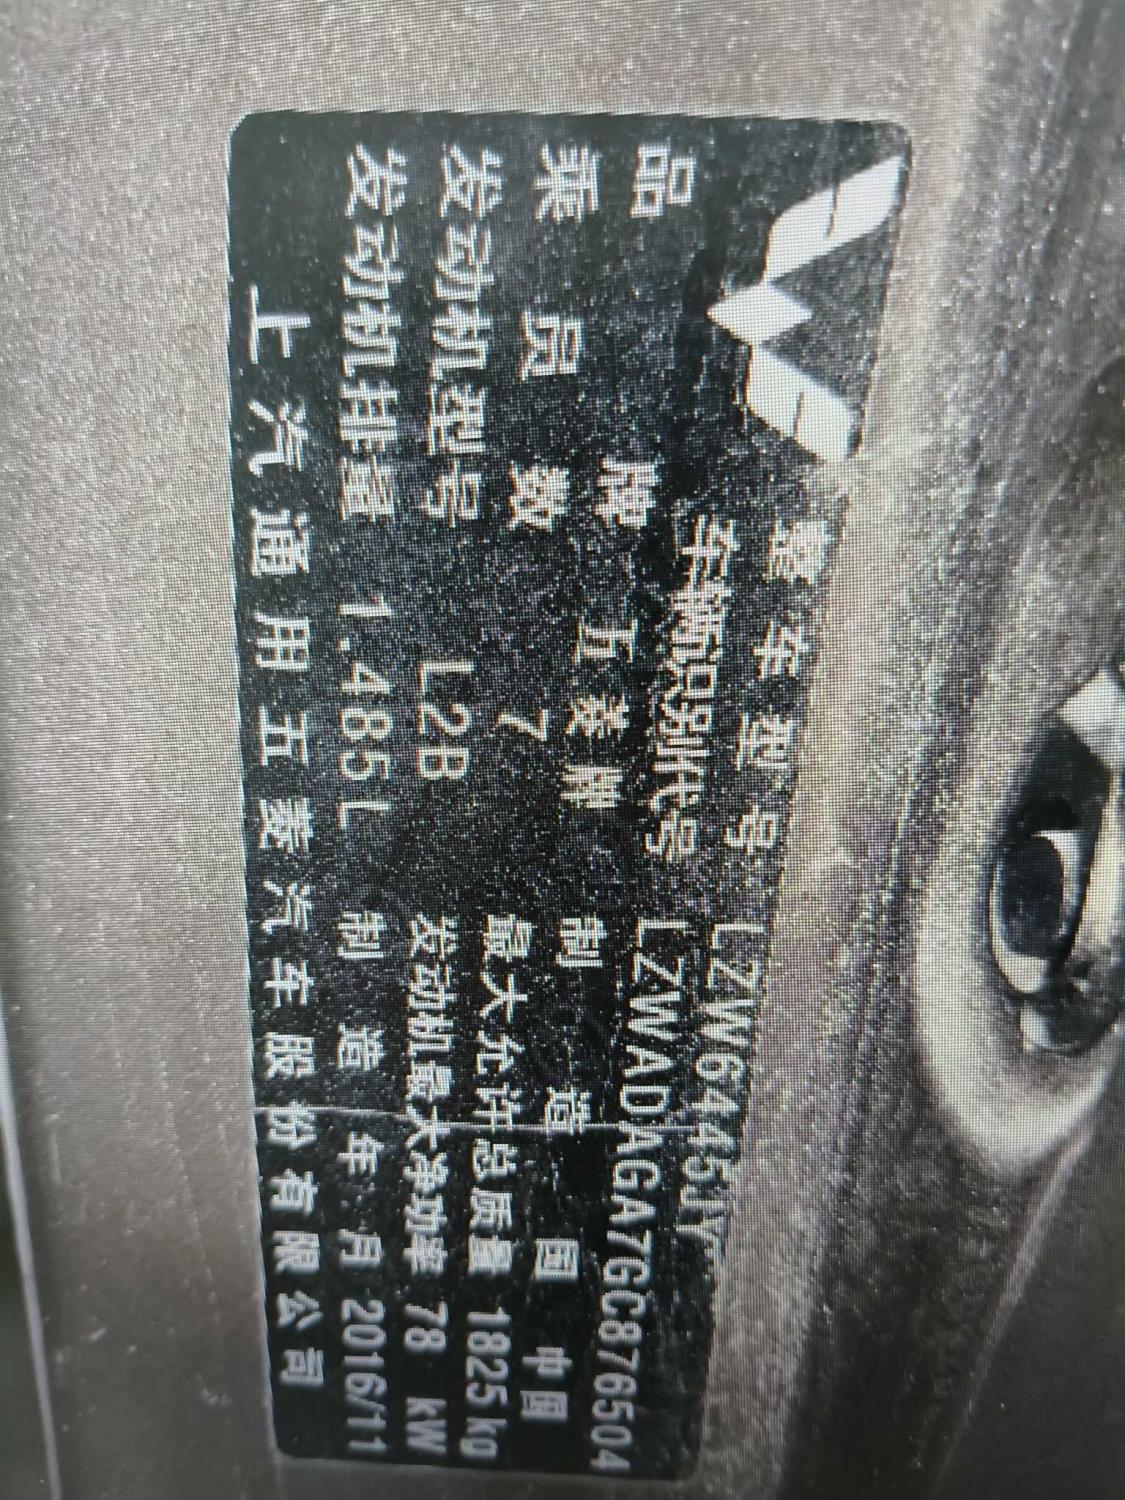 整车型号 LZW6445JY
车辆识别代号 LZWADAGA7GC876504
品牌 五菱牌 制造国 中国
乘员数 7 最大允许总质量 1825kg
发动机型号 L2B 发动机最大净功率 78 kW
发动机排量 1.485L 制造年月 2016/11
上汽通用五菱汽车股份有限公司